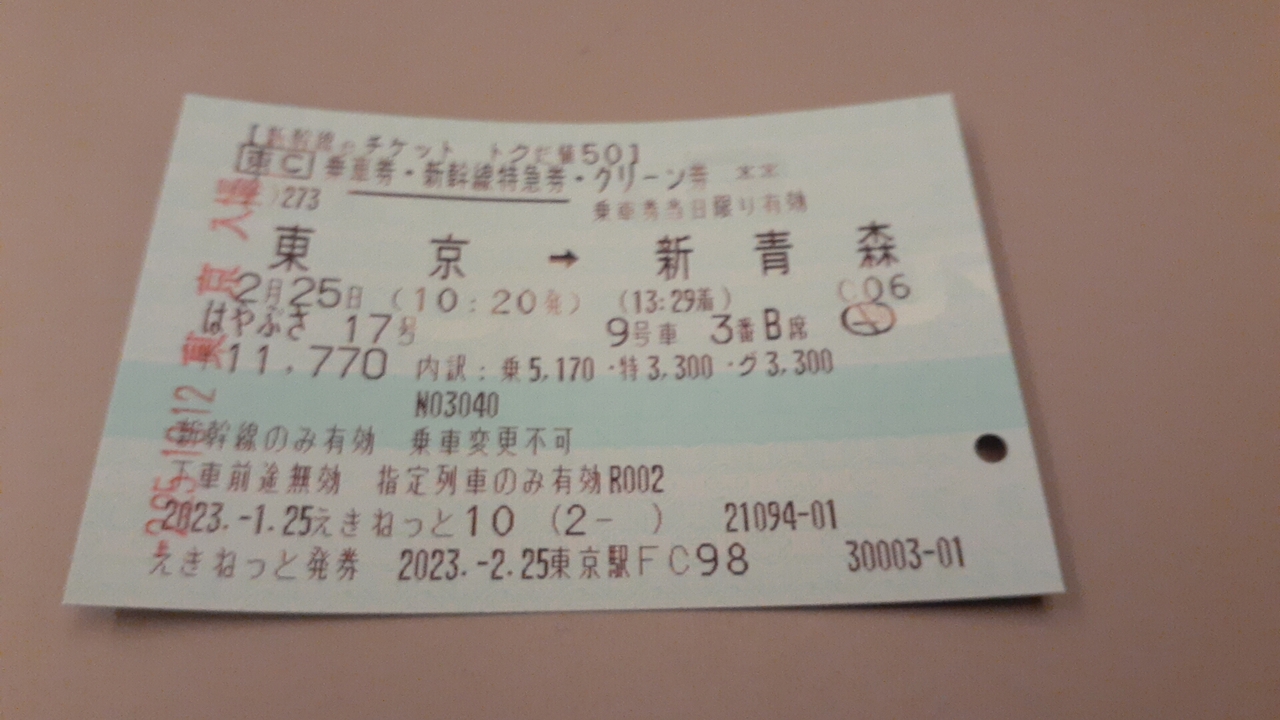 新幹線eチケット トクだ値501
車C 乗車券・新幹線特急券・グリーン券
273
乗車券当日限り有効
東京 → 新青森
2月25日 (10:20発) (13:29着) C06
はやぶさ 17号 9号車 3番B席
11,770 内訳:乗5,170・特3,300・グ3,300
N03040
新幹線のみ有効 乗車変更不可
下車前途無効 指定列車のみ有効R002
2023.-1.25えきねっと10 (2- ) 21094-01
えきねっと発券 2023.-2.25東京駅FC98 30003-01
東京 入場